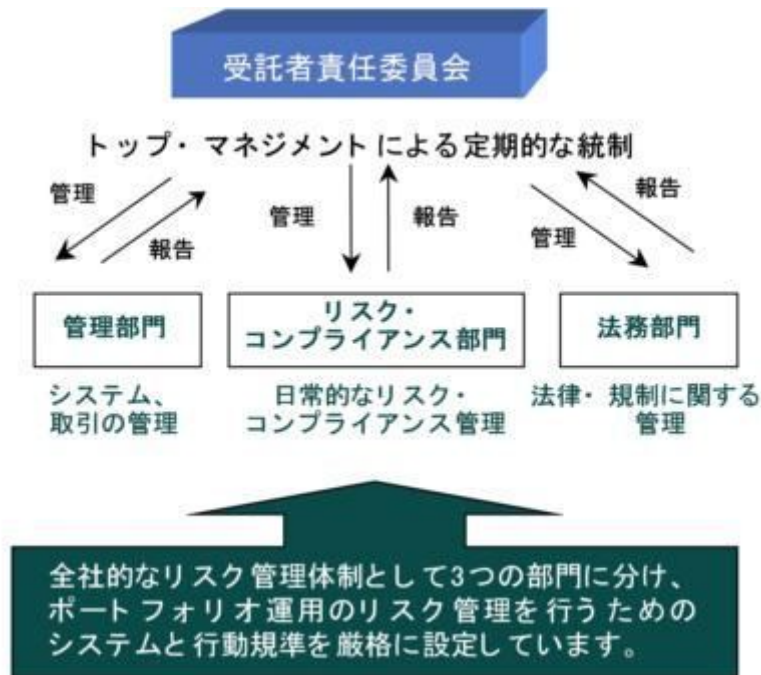 受託者責任委員会
トップ・マネジメントによる定期的な統制
管理
報告
管理
報告
管理
報告
管理部門
リスク・
コンプライアンス部門
法務部門
システム、
取引の管理
日常的なリスク・
コンプライアンス管理
法律・規制に関する
管理
全社的なリスク管理体制として3つの部門に分け、
ポートフォリオ運用のリスク管理を行うための
システムと行動規準を厳格に設定しています。